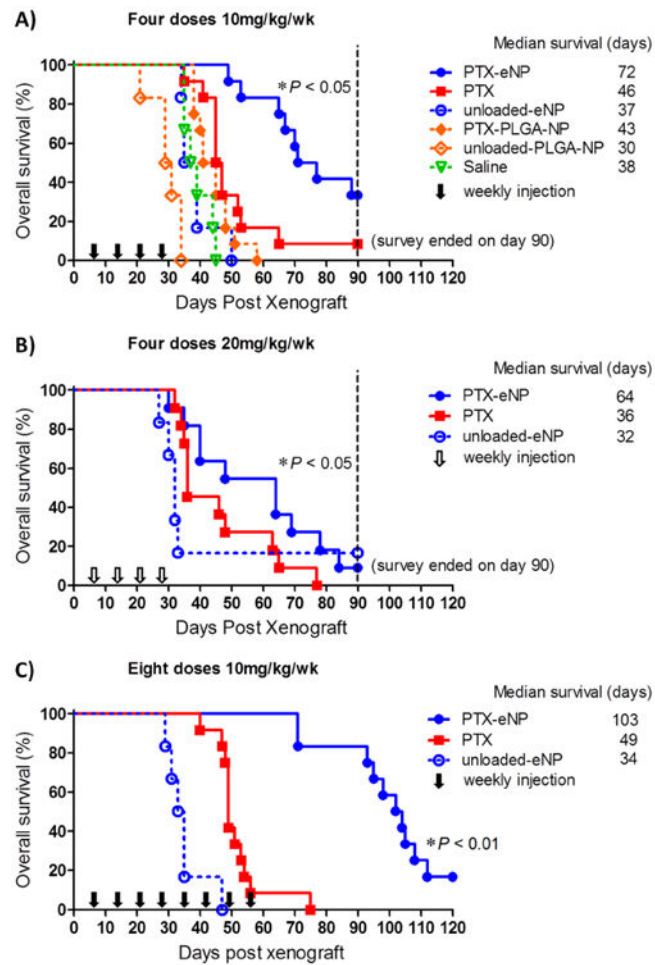 A)
Four doses 10mg/kg/wk
Median survival (days)
PTX-eNP 72
PTX 46
unloaded-eNP 37
PTX-PLGA-NP 43
unloaded-PLGA-NP 30
Saline 38
weekly injection
*P < 0.05
(survey ended on day 90)
Overall survival (%)
100
80
60
40
20
0
0 10 20 30 40 50 60 70 80 90 100 110 120
Days Post Xenograft
B)
Four doses 20mg/kg/wk
Median survival (days)
PTX-eNP 64
PTX 36
unloaded-eNP 32
weekly injection
*P < 0.05
(survey ended on day 90)
Overall survival (%)
100
80
60
40
20
0
0 10 20 30 40 50 60 70 80 90 100 110 120
Days Post Xenograft
C)
Eight doses 10mg/kg/wk
Median survival (days)
PTX-eNP 103
PTX 49
unloaded-eNP 34
weekly injection
*P < 0.01
Overall survival (%)
100
80
60
40
20
0
0 10 20 30 40 50 60 70 80 90 100 110 120
Days post xenograft